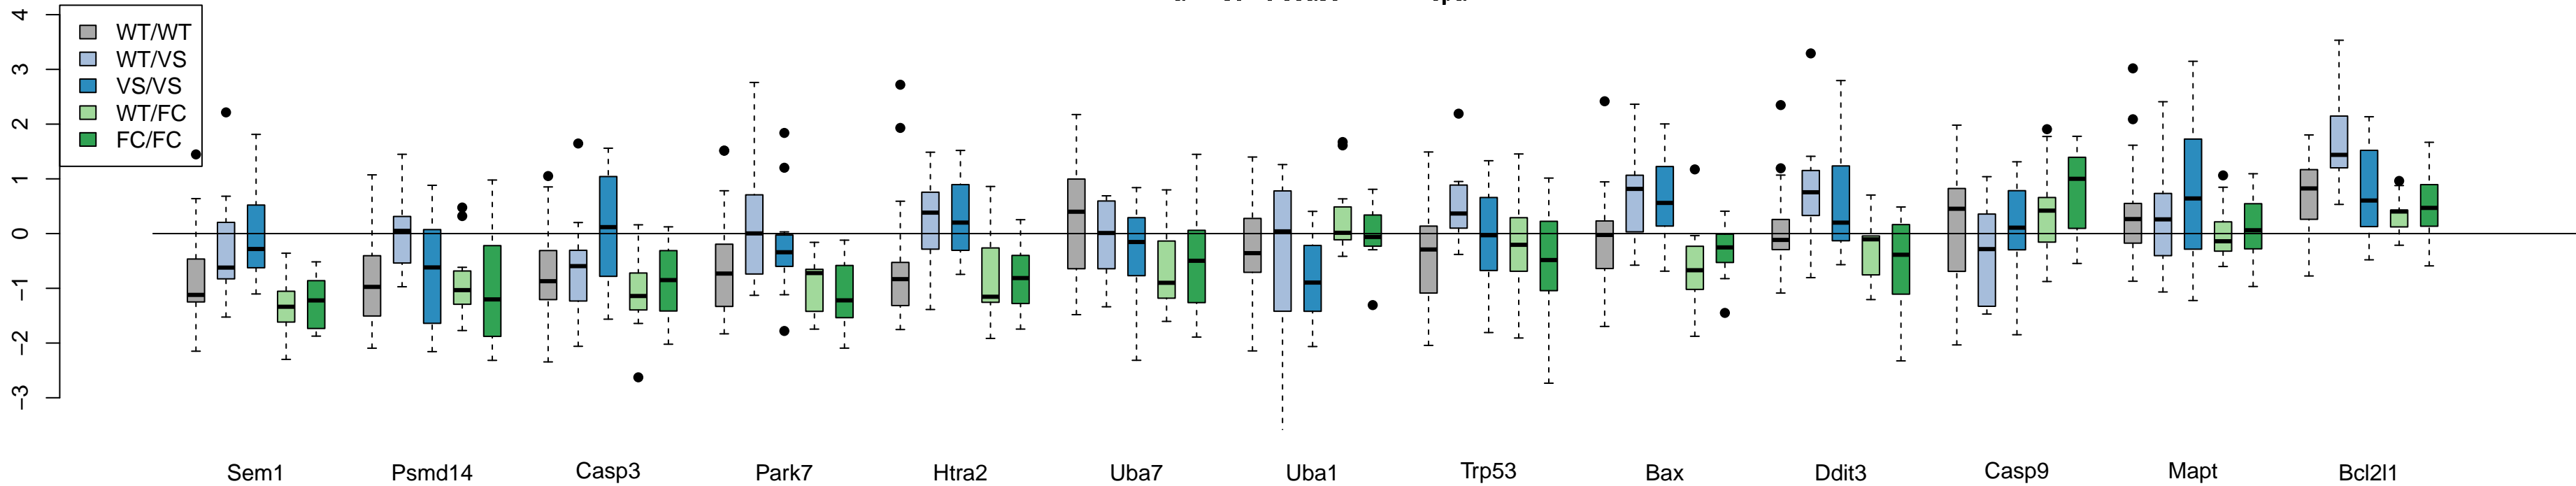 4
3
2
1
0
−1
−2
−3
WT/WT
WT/VS
VS/VS
WT/FC
FC/FC
Sem1 Psmd14 Casp3 Park7 Htra2 Uba7 Uba1 Trp53 Bax Ddit3 Casp9 Mapt Bcl2l1